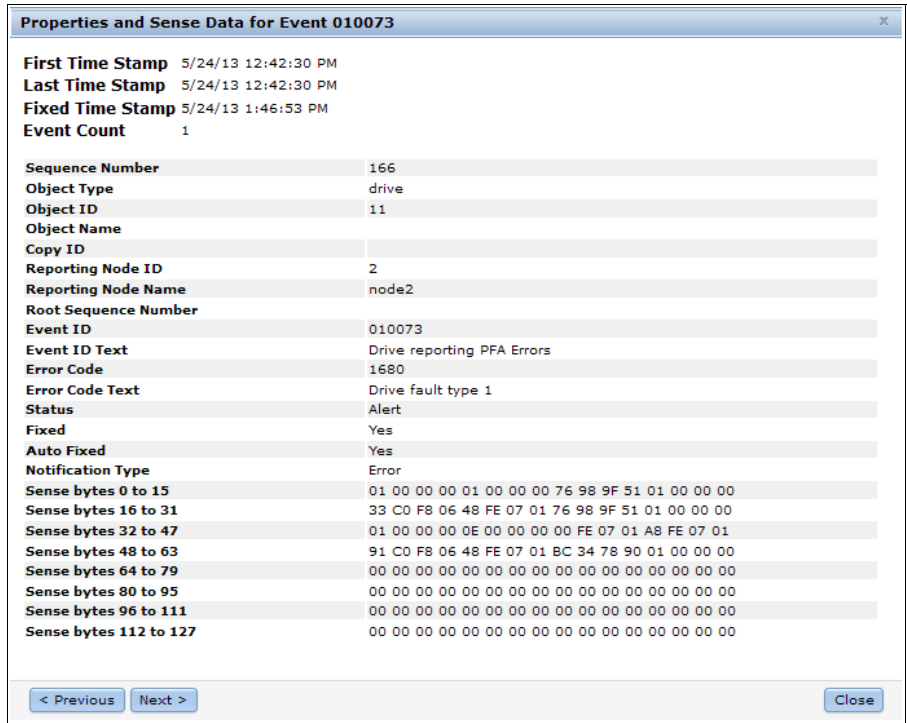 Properties and Sense Data for Event 010073 x
First Time Stamp 5/24/13 12:42:30 PM
Last Time Stamp 5/24/13 12:42:30 PM
Fixed Time Stamp 5/24/13 1:46:53 PM
Event Count 1
Sequence Number 166
Object Type drive
Object ID 11
Object Name
Copy ID
Reporting Node ID 2
Reporting Node Name node2
Root Sequence Number
Event ID 010073
Event ID Text Drive reporting PFA Errors
Error Code 1680
Error Code Text Drive fault type 1
Status Alert
Fixed Yes
Auto Fixed Yes
Notification Type Error
Sense bytes 0 to 15 01 00 00 00 01 00 00 00 76 98 9F 51 01 00 00 00
Sense bytes 16 to 31 33 C0 F8 06 48 FE 07 01 76 98 9F 51 01 00 00 00
Sense bytes 32 to 47 01 00 00 00 0E 00 00 00 00 FE 07 01 A8 FE 07 01
Sense bytes 48 to 63 91 C0 F8 06 48 FE 07 01 BC 34 78 90 01 00 00 00
Sense bytes 64 to 79 00 00 00 00 00 00 00 00 00 00 00 00 00 00 00 00
Sense bytes 80 to 95 00 00 00 00 00 00 00 00 00 00 00 00 00 00 00 00
Sense bytes 96 to 111 00 00 00 00 00 00 00 00 00 00 00 00 00 00 00 00
Sense bytes 112 to 127 00 00 00 00 00 00 00 00 00 00 00 00 00 00 00 00
< Previous Next > Close